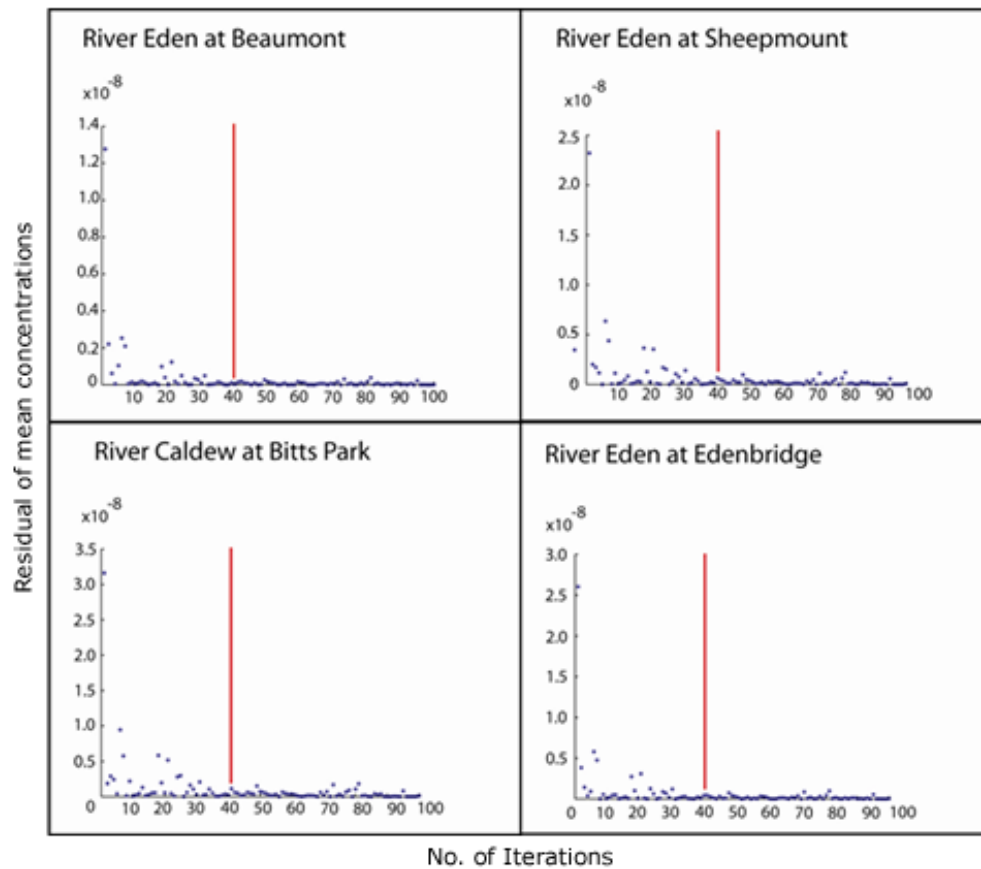 Residual of mean concentrations
River Eden at Beaumont
x10-8
1.4
1.2
1.0
0.8
0.6
0.4
0.2
0
10 20 30 40 50 60 70 80 90 100
River Eden at Sheepmount
x10-8
2.5
2.0
2.5
1.0
0.5
0
10 20 30 40 50 60 70 80 90 100
River Caldew at Bitts Park
x10-8
3.5
3.0
2.5
2.0
1.5
1.0
0.5
0 10 20 30 40 50 60 70 80 90 100
River Eden at Edenbridge
x10-8
3.0
2.5
2.0
1.5
1.0
0.5
0 10 20 30 40 50 60 70 80 90 100
No. of Iterations